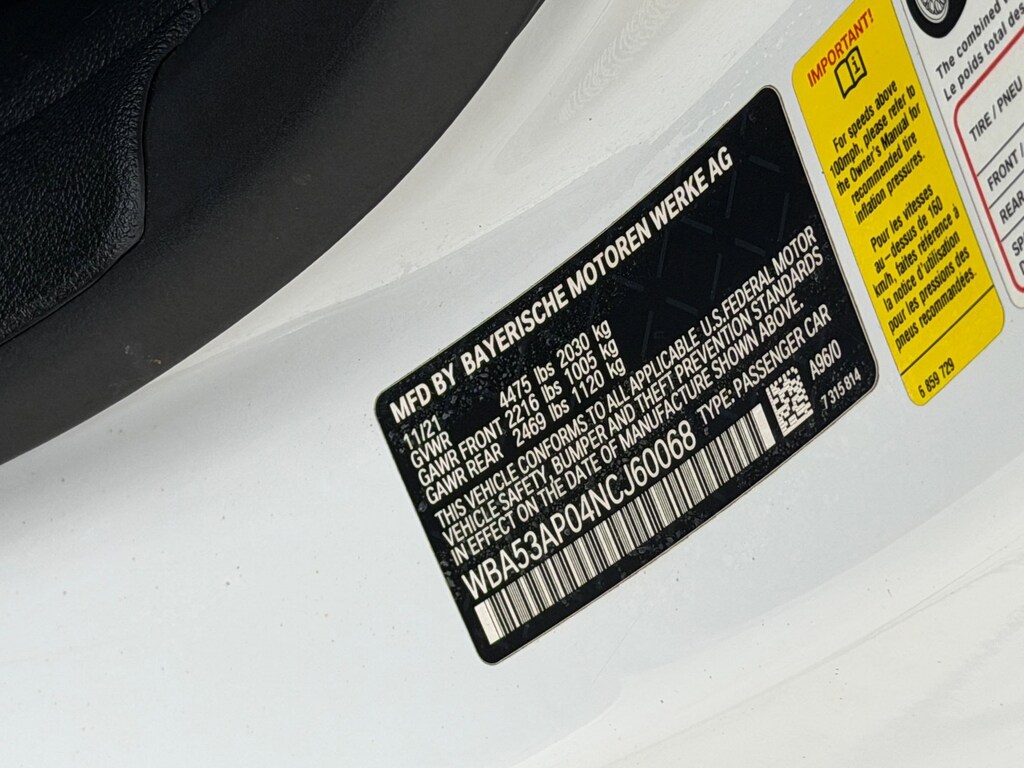 MFD BY BAYERISCHE MOTOREN WERKE AG
11/21
GVWR 4475 lbs 2030 kg
GAWR FRONT 2216 lbs 1005 kg
GAWR REAR 2469 lbs 1120 kg
THIS VEHICLE CONFORMS TO ALL APPLICABLE U.S.FEDERAL MOTOR
VEHICLE SAFETY, BUMPER AND THEFT PREVENTION STANDARDS
IN EFFECT ON THE DATE OF MANUFACTURE SHOWN ABOVE.
WBA53AP04NCJ60068 TYPE: PASSENGER CAR
A96I0
7 315 814
IMPORTANT!
For speeds above
100mph, please refer to
the Owner's Manual for
recommended tire
inflation pressures.
Pour les vitesses
au-dessus de 160
km/h, faites référence à
la notice d'utilisation
pour les pressions des
pneus recommandées.
6 859 729
The combined
Le poids total des
TIRE / PNEU
FRONT /
REAR